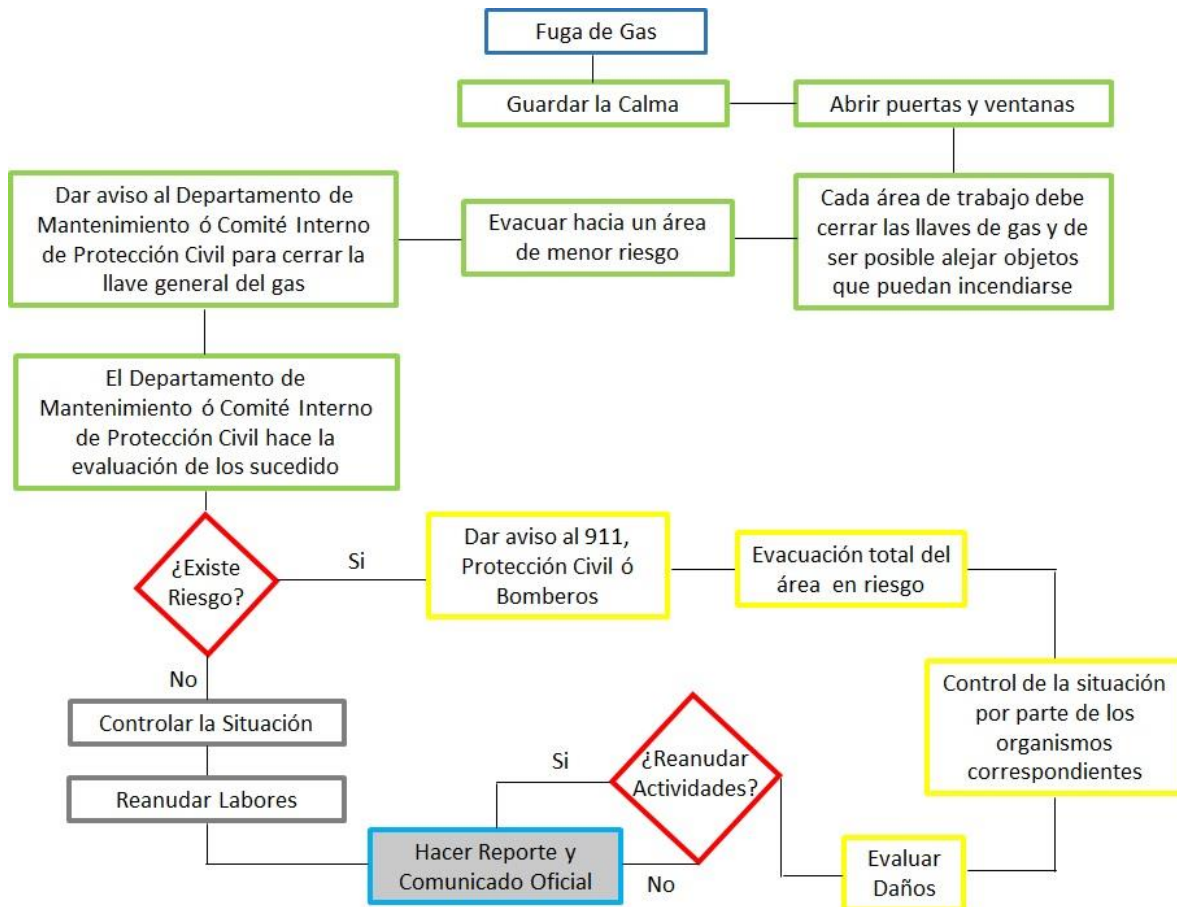 Fuga de Gas
Guardar la Calma
Abrir puertas y ventanas
Cada área de trabajo debe
cerrar las llaves de gas y de
ser posible alejar objetos
que puedan incendiarse
Evacuar hacia un área
de menor riesgo
Dar aviso al Departamento de
Mantenimiento ó Comité Interno
de Protección Civil para cerrar la
llave general del gas
El Departamento de
Mantenimiento ó Comité Interno
de Protección Civil hace la
evaluación de los sucedido
¿Existe
Riesgo?
Si
Dar aviso al 911,
Protección Civil ó
Bomberos
Evacuación total del
área en riesgo
Control de la situación
por parte de los
organismos
correspondientes
Evaluar
Daños
¿Reanudar
Actividades?
Si
No
No
Controlar la Situación
Reanudar Labores
Hacer Reporte y
Comunicado Oficial